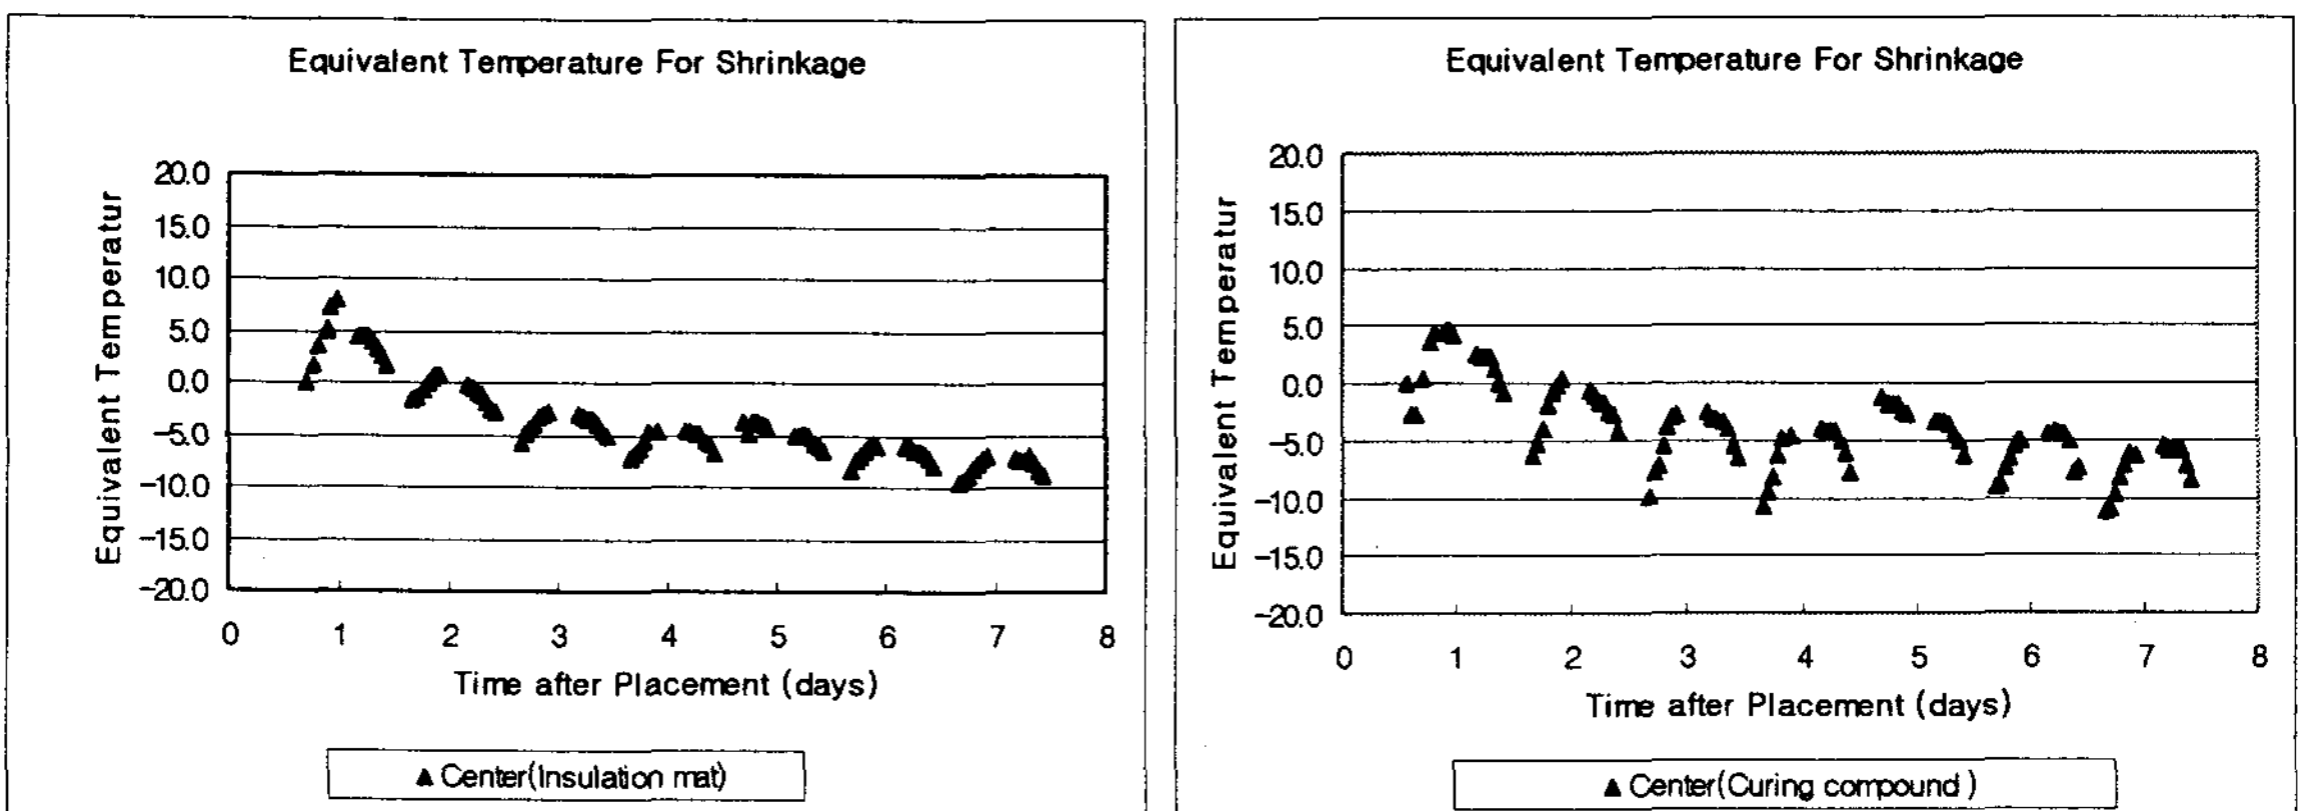 Equivalent Temperature For Shrinkage
Equivalent Temperatur
20.0
15.0
10.0
5.0
0.0
-5.0
-10.0
-15.0
-20.0
0 1 2 3 4 5 6 7 8
Time after Placement (days)
▲ Center(Insulation mat)
Equivalent Temperature For Shrinkage
Equivalent Temperatur
20.0
15.0
10.0
5.0
0.0
-5.0
-10.0
-15.0
-20.0
0 1 2 3 4 5 6 7 8
Time after Placement (days)
▲ Center(Curing compound )